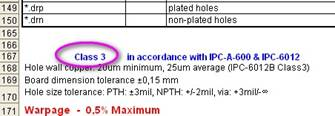 149 *.drp plated holes
150 *.drn non-plated holes
165
166
167 Class 3 in accordance with IPC-A-600 & IPC-6012
168 Hole wall copper: 20um minimum, 25um average (IPC-6012B Class3)
169 Board dimension tolerance ±0,15 mm
170 Hole size tolerance: PTH: ±3mil, NPTH: +/-2mil, via: +3mil/-∞
171 Warpage - 0,5% Maximum